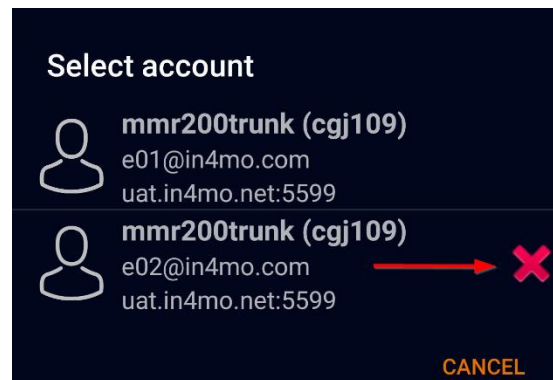 Select account
mmr200trunk (cgj109)
e01@in4mo.com
uat.in4mo.net:5599
mmr200trunk (cgj109)
e02@in4mo.com
uat.in4mo.net:5599
CANCEL